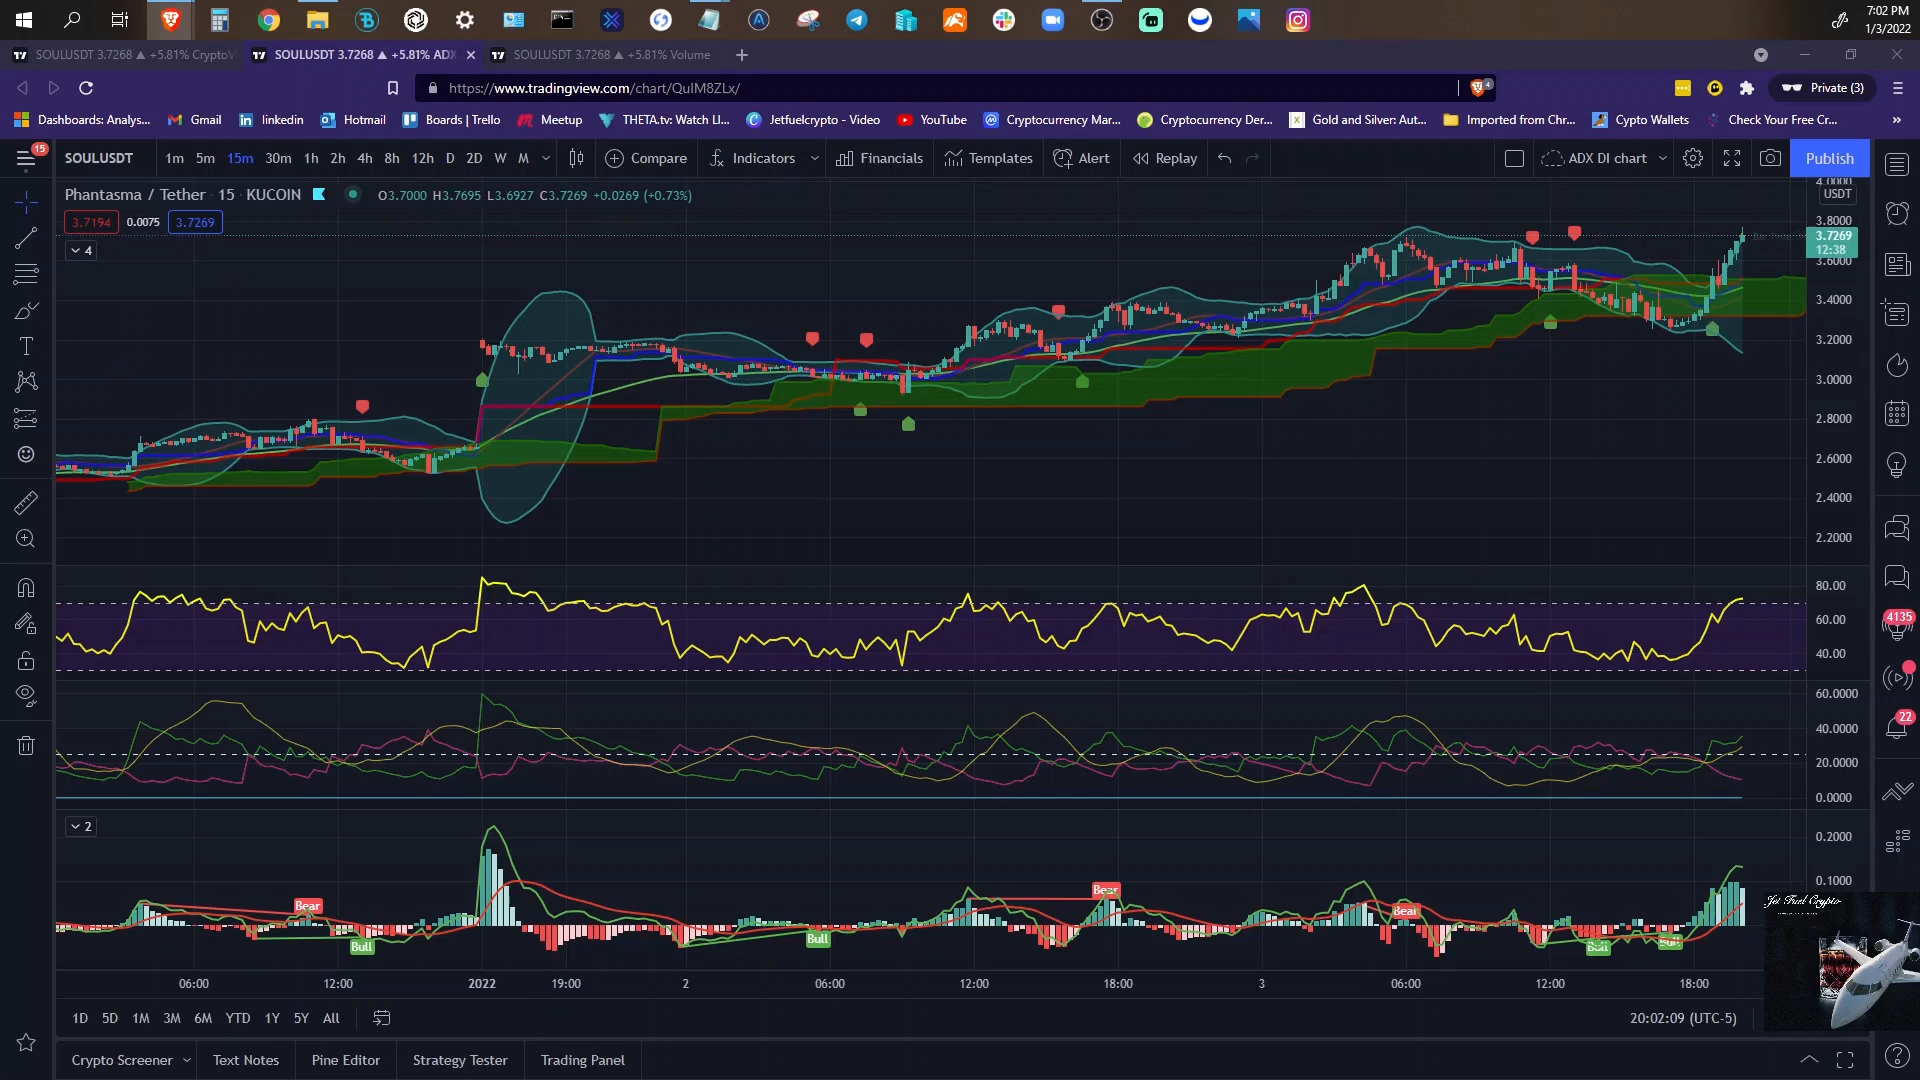 7:02 PM
1/3/2022
SOULUSDT 3.7268 ▲ +5.81% CryptoV
SOULUSDT 3.7268 ▲ +5.81% ADX
SOULUSDT 3.7268 ▲ +5.81% Volume
https://www.tradingview.com/chart/QuIM8ZLx/
4
Private (3)
Dashboards: Analys... Gmail linkedin Hotmail Boards | Trello Meetup THETA.tv: Watch LI... Jetfuelcrypto - Video YouTube Cryptocurrency Mar... Cryptocurrency Der... Gold and Silver: Aut... Imported from Chr... Cypto Wallets Check Your Free Cr... »
15
SOULUSDT 1m 5m 15m 30m 1h 2h 4h 8h 12h D 2D W M Compare Indicators Financials Templates Alert Replay ADX DI chart Publish
Phantasma / Tether · 15 · KUCOIN O3.7000 H3.7695 L3.6927 C3.7269 +0.0269 (+0.73%)
3.7194 0.0075 3.7269
4
4.0000
USDT
3.8000
3.7269
12:38
3.6000
3.4000
3.2000
3.0000
2.8000
2.6000
2.4000
2.2000
80.00
60.00
40.00
4135
60.0000
40.0000
20.0000
0.0000
22
2
0.2000
0.1000
Bear Bear Bear
Bull Bull Bull Bull
Jet Fuel Crypto
06:00 12:00 2022 19:00 2 06:00 12:00 18:00 3 06:00 12:00 18:00
1D 5D 1M 3M 6M YTD 1Y 5Y All
20:02:09 (UTC-5)
Crypto Screener Text Notes Pine Editor Strategy Tester Trading Panel